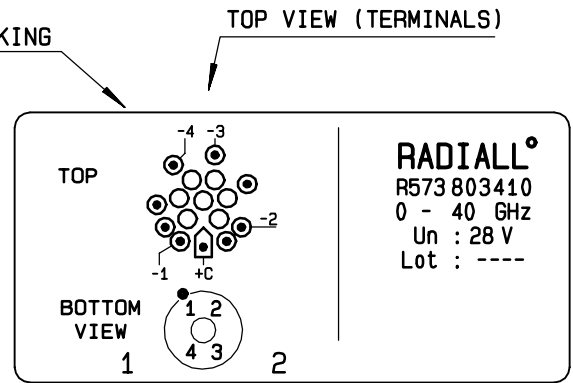 TOP VIEW (TERMINALS)
KING
-4 -3
TOP
-2
-1 +C
BOTTOM
VIEW
1 2
4 3
1 2
RADIALL°
R573 803410
0 - 40 GHz
Un : 28 V
Lot : ----